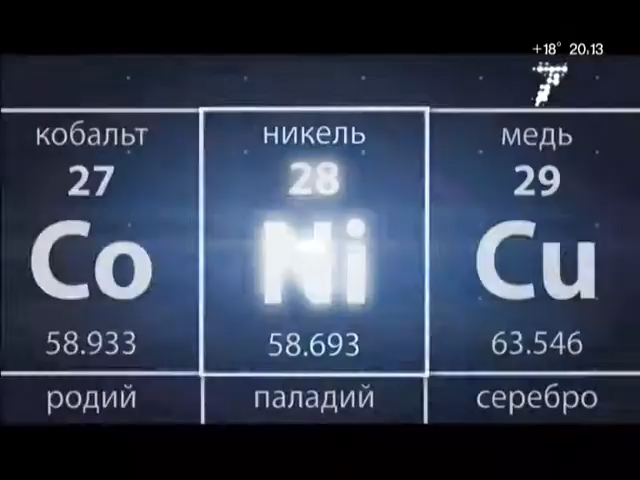 +18° 20.13
7
кобальт никель медь
27 28 29
Co Ni Cu
58.933 58.693 63.546
родий паладий серебро